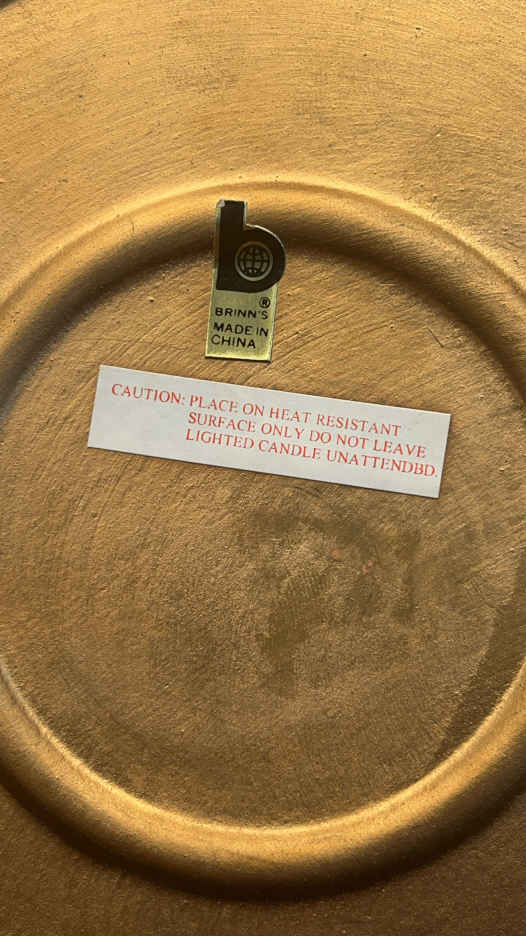 b
®
BRINN'S
MADE IN
CHINA
CAUTION: PLACE ON HEAT RESISTANT
SURFACE ONLY DO NOT LEAVE
LIGHTED CANDLE UNATTENDBD.